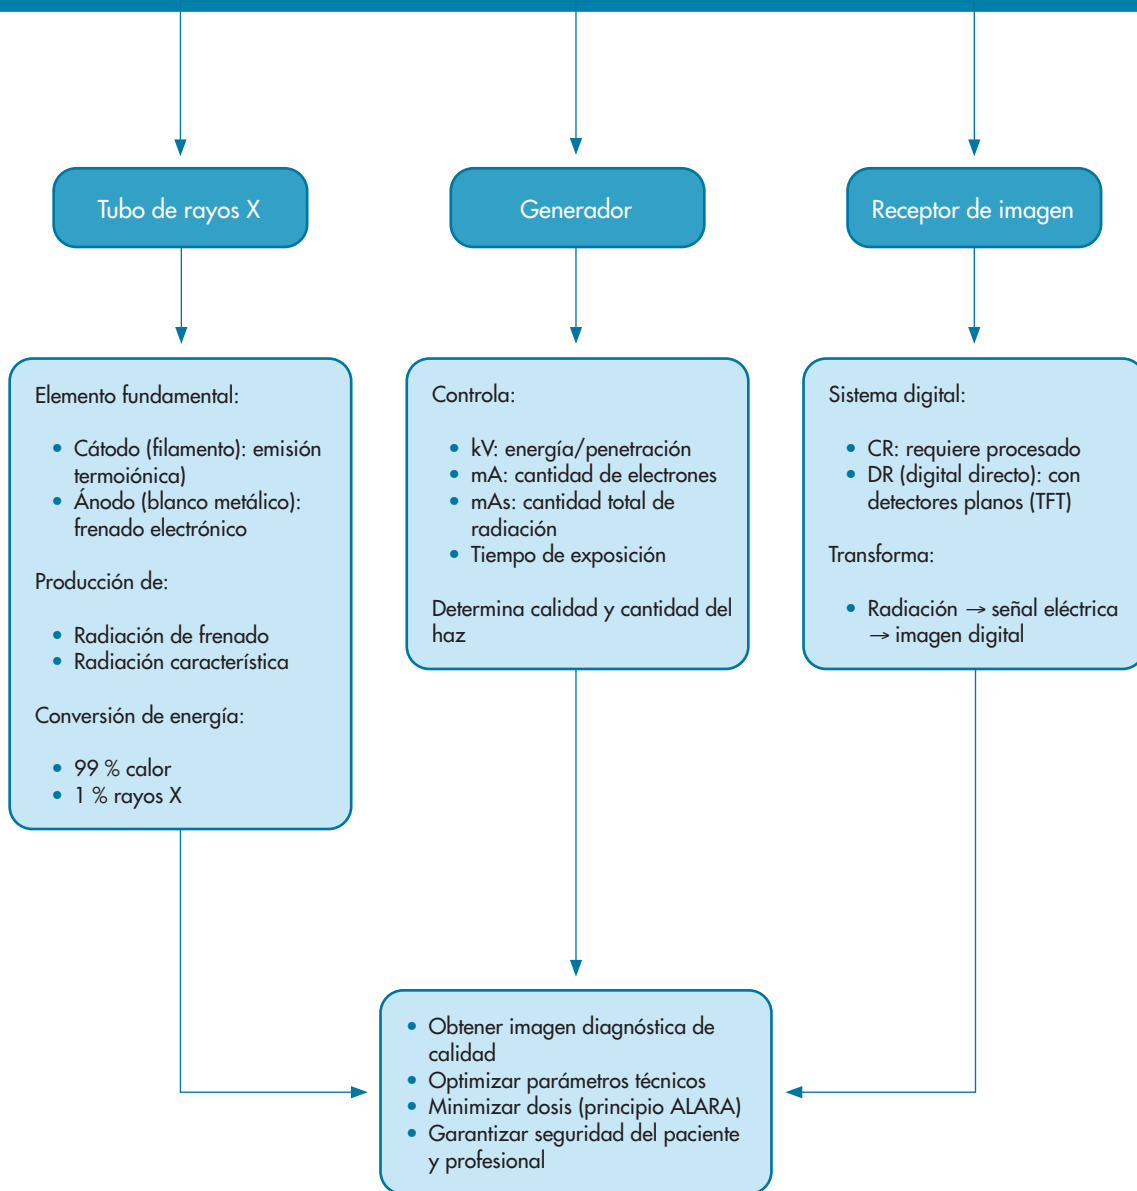 Tubo de rayos X
Generador
Receptor de imagen
Elemento fundamental:
• Cátodo (filamento): emisión
termoiónica)
• Ánodo (blanco metálico):
frenado electrónico
Producción de:
• Radiación de frenado
• Radiación característica
Conversión de energía:
• 99 % calor
• 1 % rayos X
Controla:
• kV: energía/penetración
• mA: cantidad de electrones
• mAs: cantidad total de
radiación
• Tiempo de exposición
Determina calidad y cantidad del
haz
Sistema digital:
• CR: requiere procesado
• DR (digital directo): con
detectores planos (TFT)
Transforma:
• Radiación → señal eléctrica
→ imagen digital
• Obtener imagen diagnóstica de
calidad
• Optimizar parámetros técnicos
• Minimizar dosis (principio ALARA)
• Garantizar seguridad del paciente
y profesional